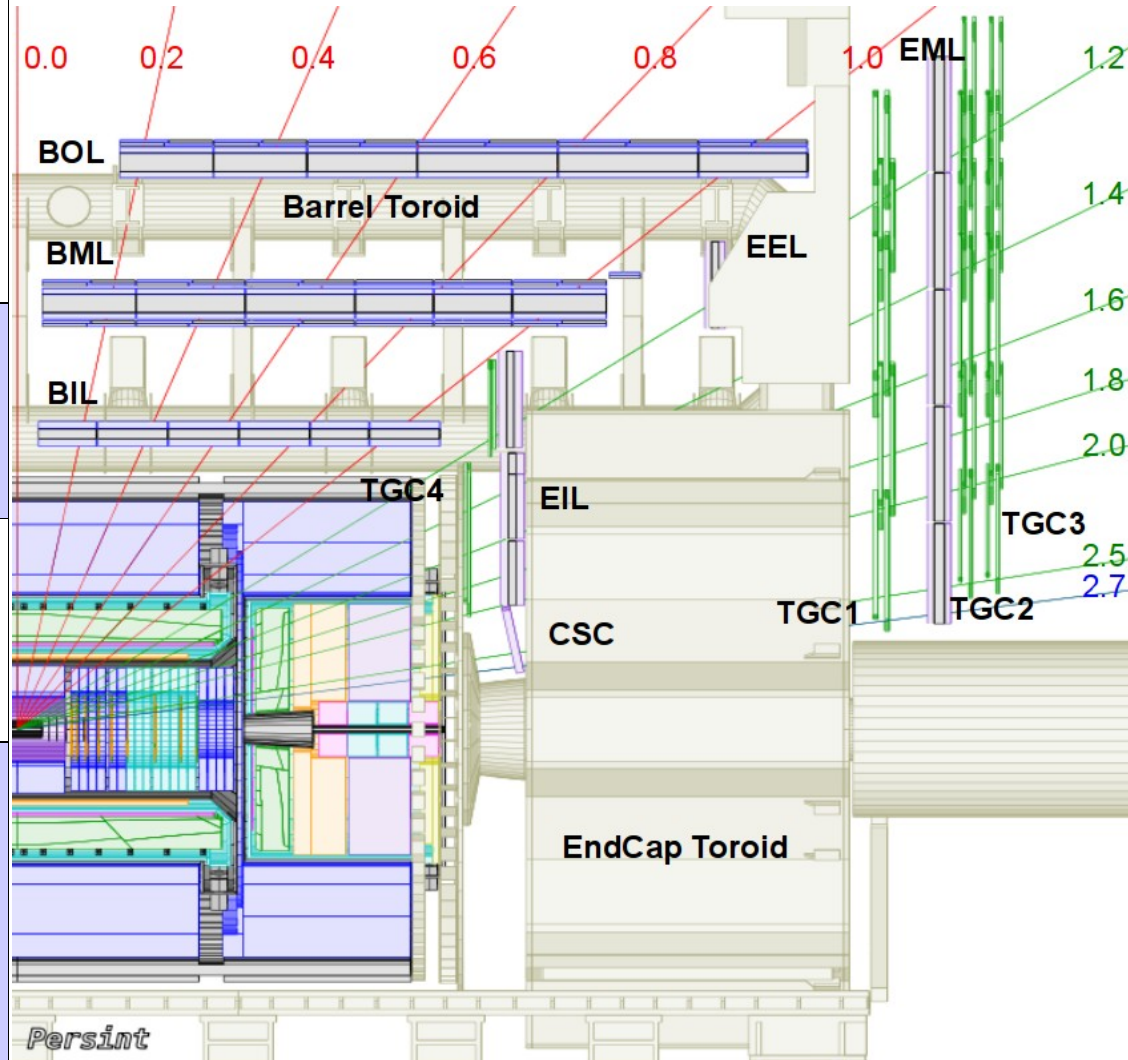 0.0 0.2 0.4 0.6 0.8 1.0 EML 1.2
BOL
Barrel Toroid
1.4
BML
EEL
1.6
1.8
BIL
2.0
TGC4
EIL
TGC3
2.5
2.7
TGC1
TGC2
CSC
EndCap Toroid
Persint